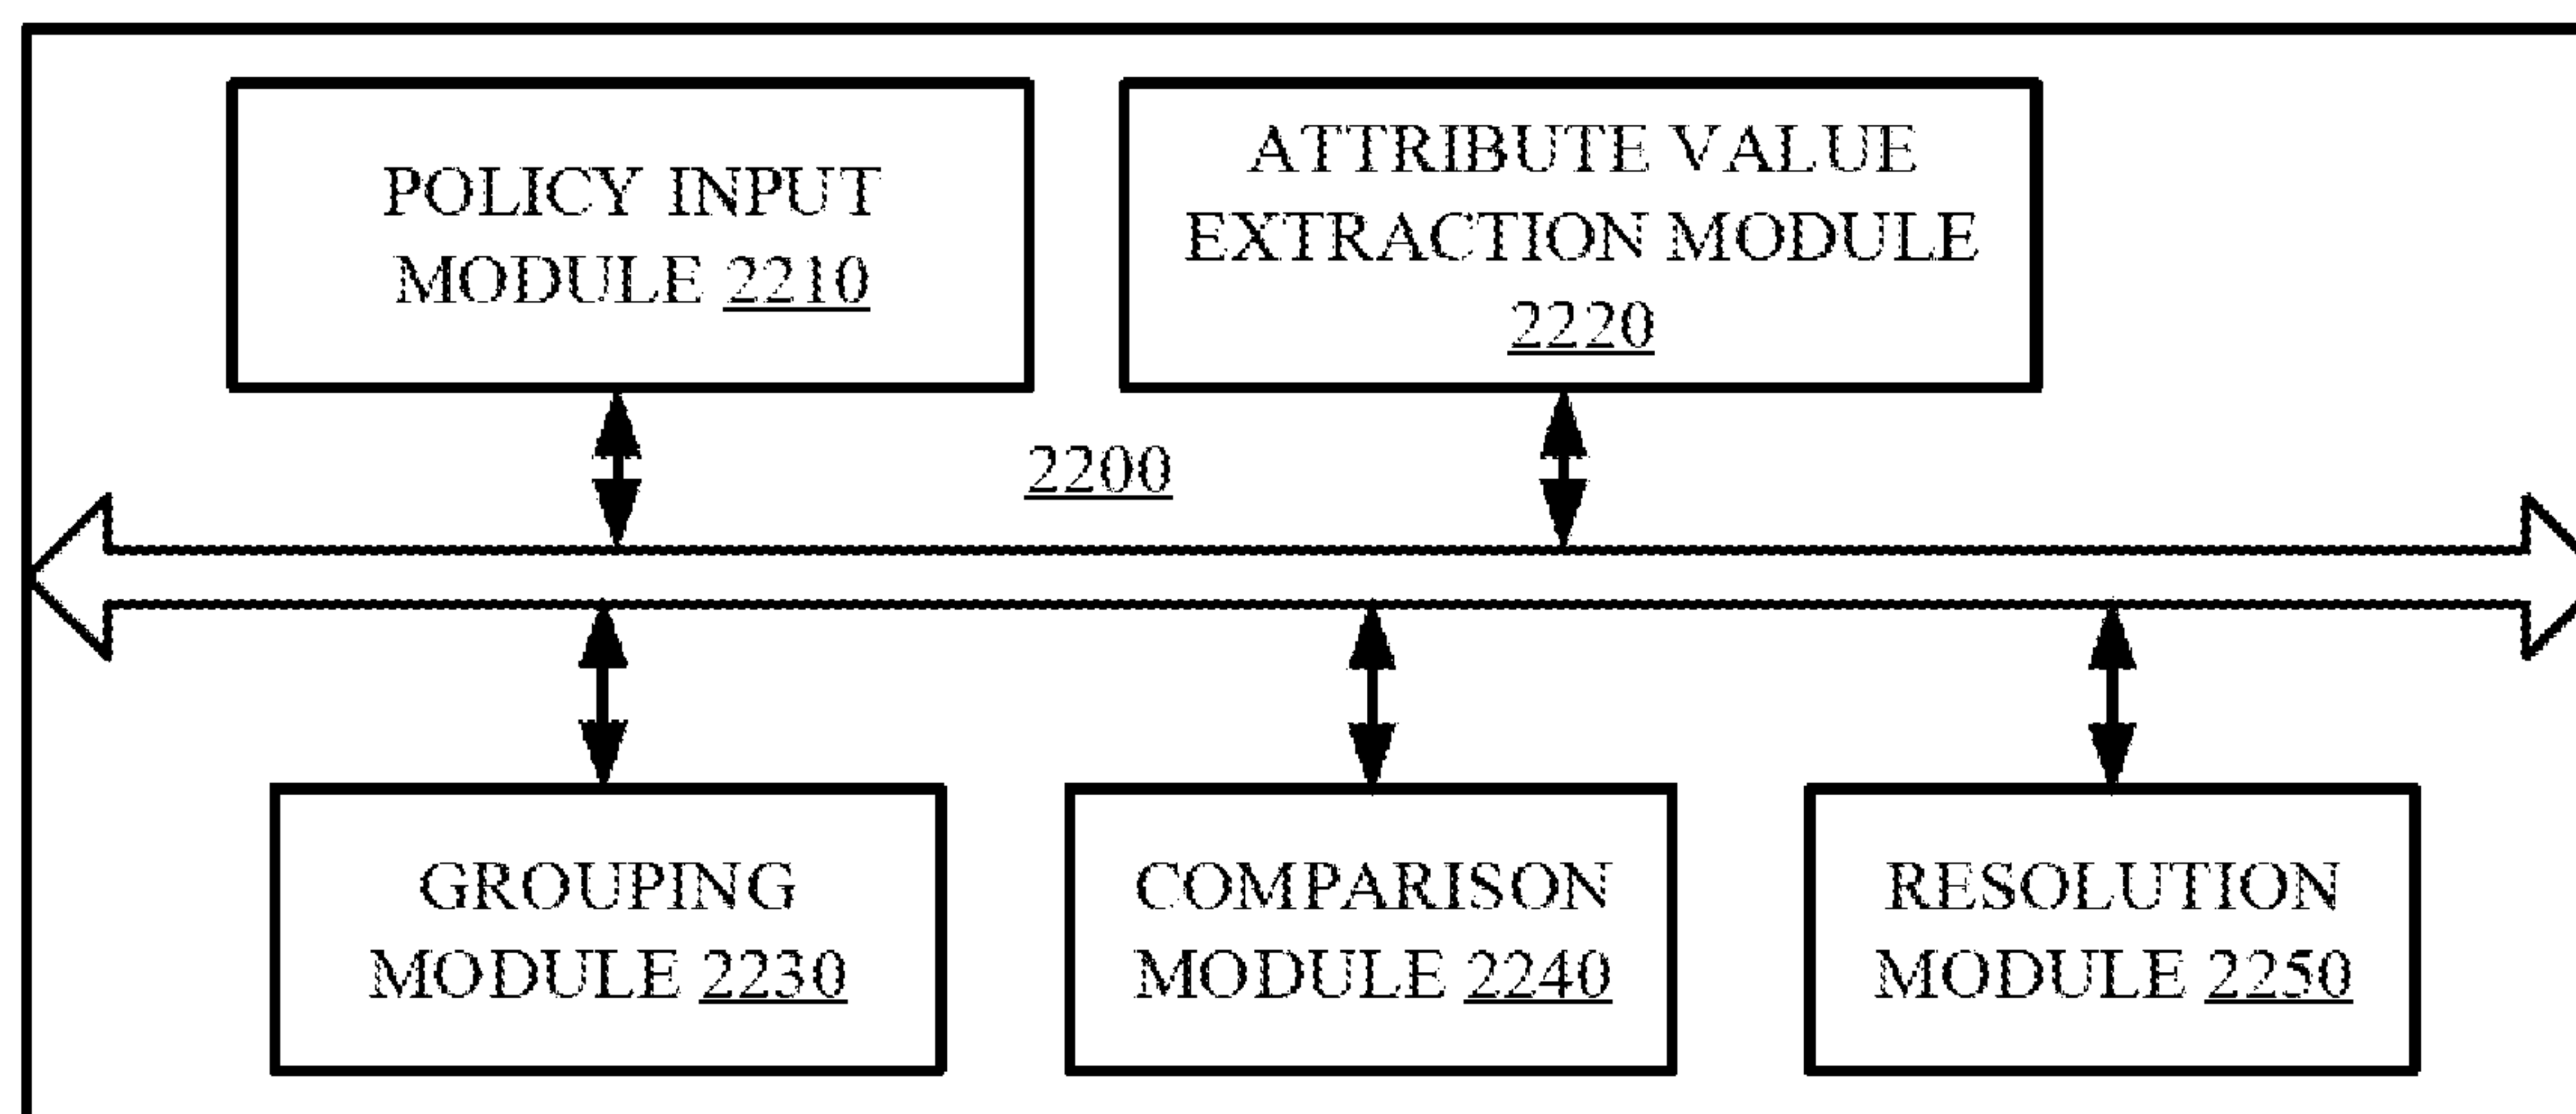 POLICY INPUT
MODULE 2210
ATTRIBUTE VALUE
EXTRACTION MODULE
2220
2200
GROUPING
MODULE 2230
COMPARISON
MODULE 2240
RESOLUTION
MODULE 2250